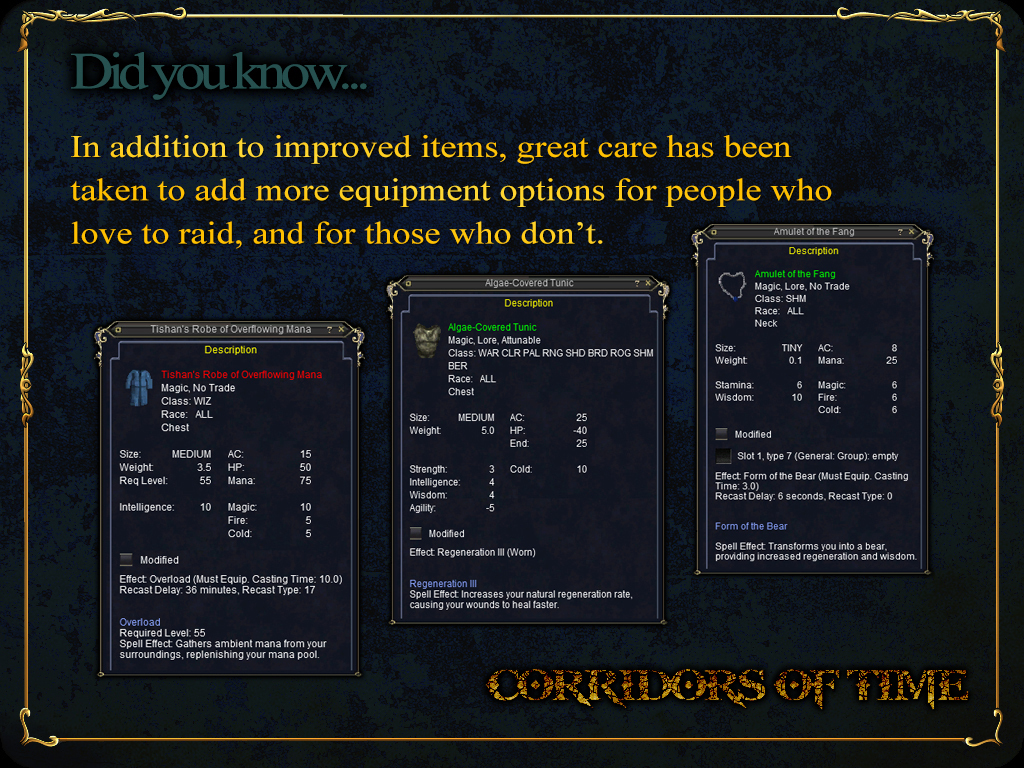 Did you know...
In addition to improved items, great care has been
taken to add more equipment options for people who
love to raid, and for those who don't.
Tishan's Robe of Overflowing Mana ?
Description
Tishan's Robe of Overflowing Mana
Magic, No Trade
Class: WIZ
Race: ALL
Chest
Size: MEDIUM AC: 15
Weight: 3.5 HP: 50
Req Level: 55 Mana: 75
Intelligence: 10 Magic: 10
Fire: 5
Cold: 5
Modified
Effect: Overload (Must Equip. Casting Time: 10.0)
Recast Delay: 36 minutes, Recast Type: 17
Overload
Required Level: 55
Spell Effect: Gathers ambient mana from your
surroundings, replenishing your mana pool.
Algae-Covered Tunic ?
Description
Algae-Covered Tunic
Magic, Lore, Attunable
Class: WAR CLR PAL RNG SHD BRD ROG SHM
BER
Race: ALL
Chest
Size: MEDIUM AC: 25
Weight: 5.0 HP: -40
End: 25
Strength: 3 Cold: 10
Intelligence: 4
Wisdom: 4
Agility: -5
Modified
Effect: Regeneration III (Worn)
Regeneration III
Spell Effect: Increases your natural regeneration rate,
causing your wounds to heal faster.
Amulet of the Fang ?
Description
Amulet of the Fang
Magic, Lore, No Trade
Class: SHM
Race: ALL
Neck
Size: TINY AC: 8
Weight: 0.1 Mana: 25
Stamina: 6 Magic: 6
Wisdom: 10 Fire: 6
Cold: 6
Modified
Slot 1, type 7 (General: Group): empty
Effect: Form of the Bear (Must Equip. Casting
Time: 3.0)
Recast Delay: 6 seconds, Recast Type: 0
Form of the Bear
Spell Effect: Transforms you into a bear,
providing increased regeneration and wisdom.
CORRIDORS OF TIME